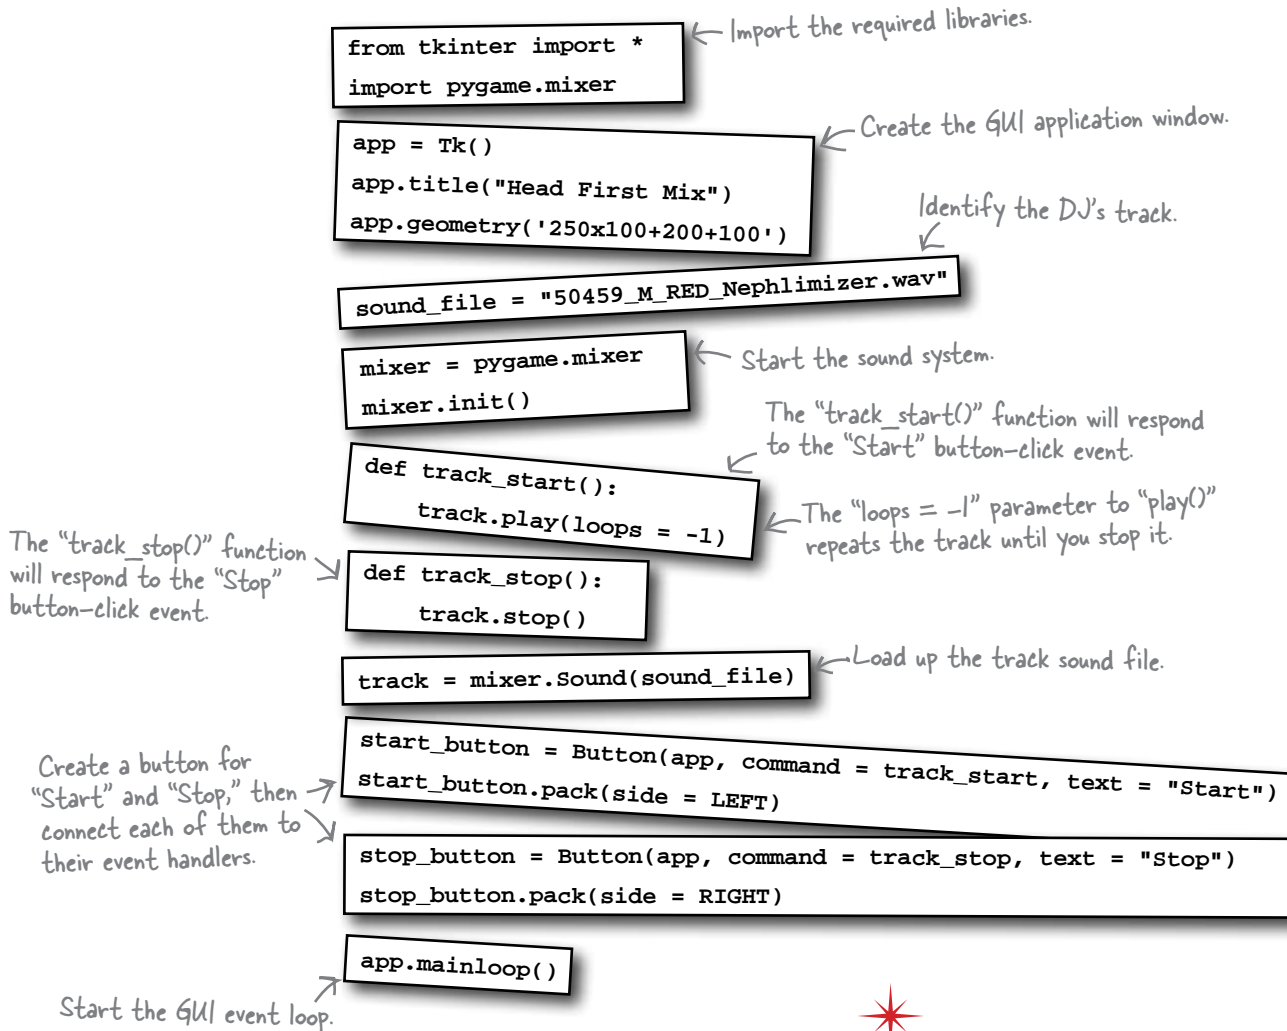 from tkinter import *
import pygame.mixer
Import the required libraries.
app = Tk()
app.title("Head First Mix")
app.geometry('250x100+200+100')
Create the GUI application window.
Identify the DJ's track.
sound_file = "50459_M_RED_Nephlimizer.wav"
mixer = pygame.mixer
mixer.init()
Start the sound system.
The “track_start()” function will respond
to the “Start” button-click event.
def track_start():
    track.play(loops = -1)
The “loops = -1” parameter to “play()”
repeats the track until you stop it.
The “track_stop()” function
will respond to the “Stop”
button-click event.
def track_stop():
    track.stop()
track = mixer.Sound(sound_file)
Load up the track sound file.
Create a button for
“Start” and “Stop,” then
connect each of them to
their event handlers.
start_button = Button(app, command = track_start, text = "Start")
start_button.pack(side = LEFT)
stop_button = Button(app, command = track_stop, text = "Stop")
stop_button.pack(side = RIGHT)
app.mainloop()
Start the GUI event loop.